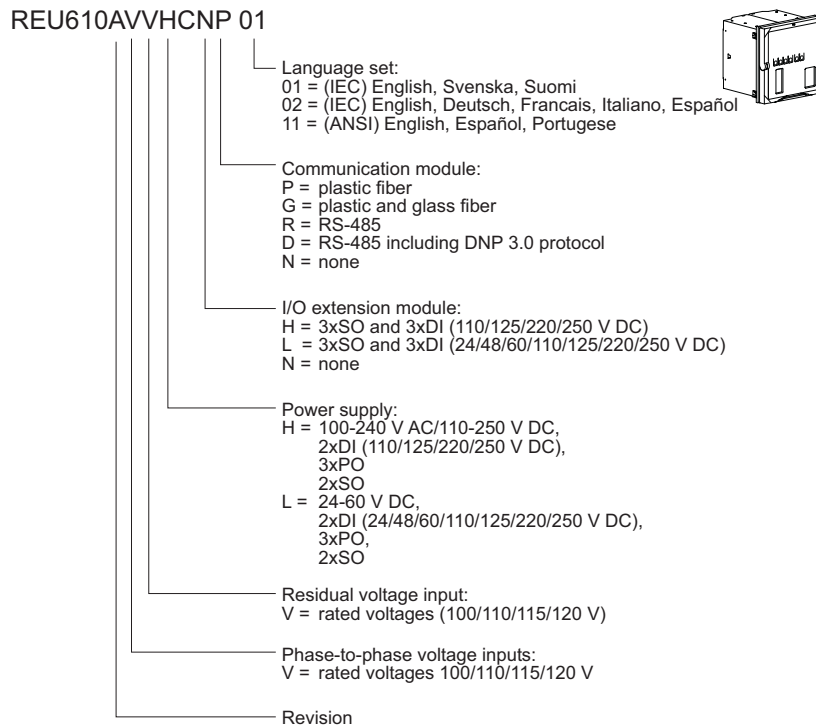 REU610AVVHCNP 01
Language set:
01 = (IEC) English, Svenska, Suomi
02 = (IEC) English, Deutsch, Francais, Italiano, Español
11 = (ANSI) English, Español, Portugese
Communication module:
P = plastic fiber
G = plastic and glass fiber
R = RS-485
D = RS-485 including DNP 3.0 protocol
N = none
I/O extension module:
H = 3xSO and 3xDI (110/125/220/250 V DC)
L = 3xSO and 3xDI (24/48/60/110/125/220/250 V DC)
N = none
Power supply:
H = 100-240 V AC/110-250 V DC,
2xDI (110/125/220/250 V DC),
3xPO
2xSO
L = 24-60 V DC,
2xDI (24/48/60/110/125/220/250 V DC),
3xPO,
2xSO
Residual voltage input:
V = rated voltages (100/110/115/120 V)
Phase-to-phase voltage inputs:
V = rated voltages 100/110/115/120 V
Revision